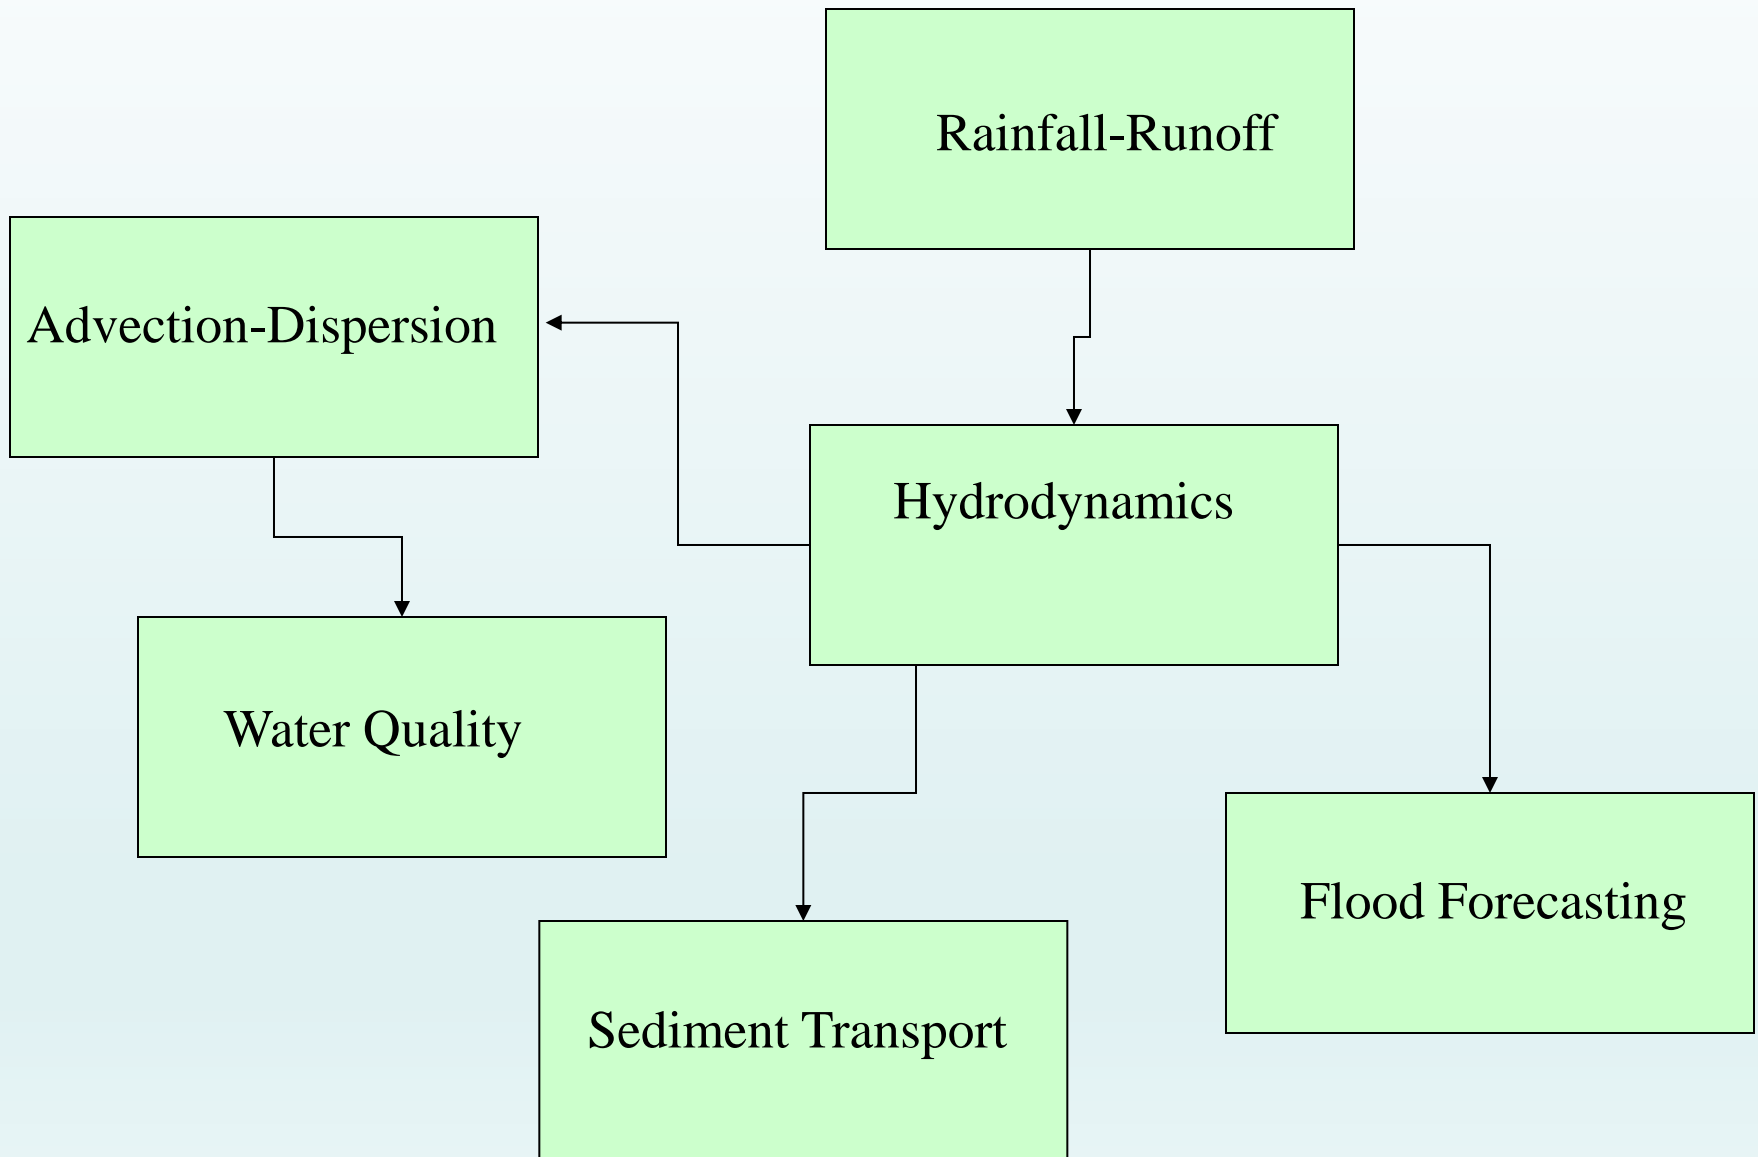 Rainfall-Runoff
Advection-Dispersion
Hydrodynamics
Water Quality
Flood Forecasting
Sediment Transport